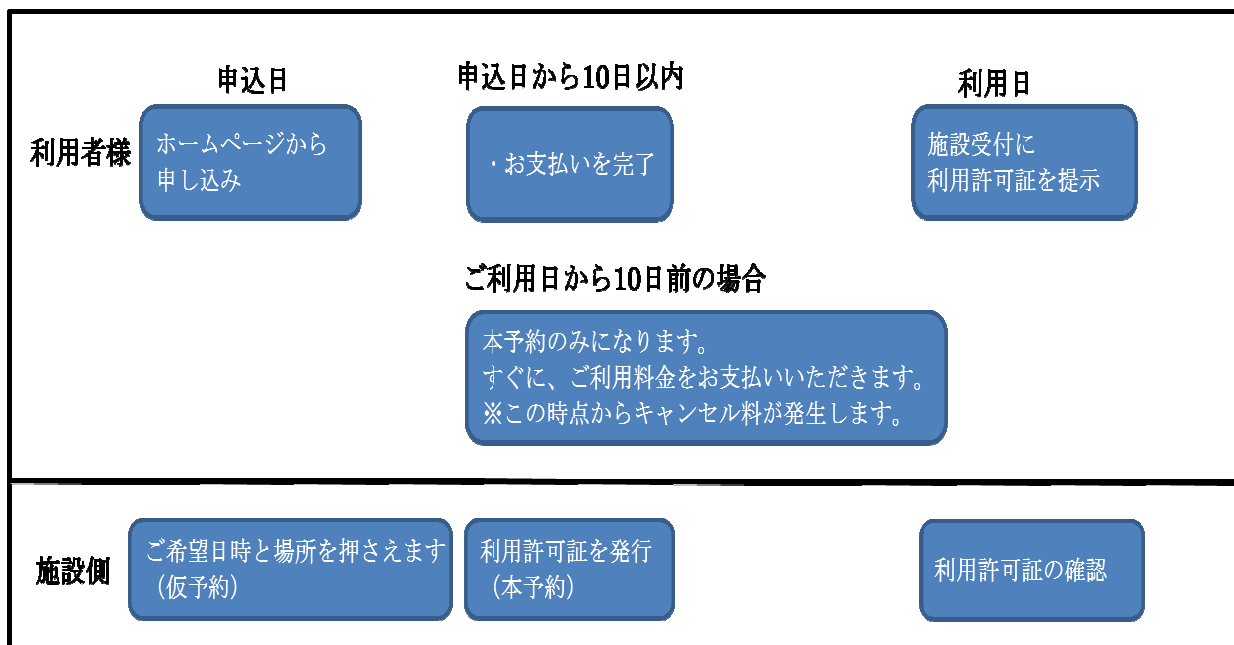 申込日
申込日から10日以内
利用日
利用者様
ホームページから
申し込み
・お支払いを完了
施設受付に
利用許可証を提示
ご利用日から10日前の場合
本予約のみになります。
すぐに、ご利用料金をお支払いいただきます。
※この時点からキャンセル料が発生します。
施設側
ご希望日時と場所を押さえます
（仮予約）
利用許可証を発行
（本予約）
利用許可証の確認